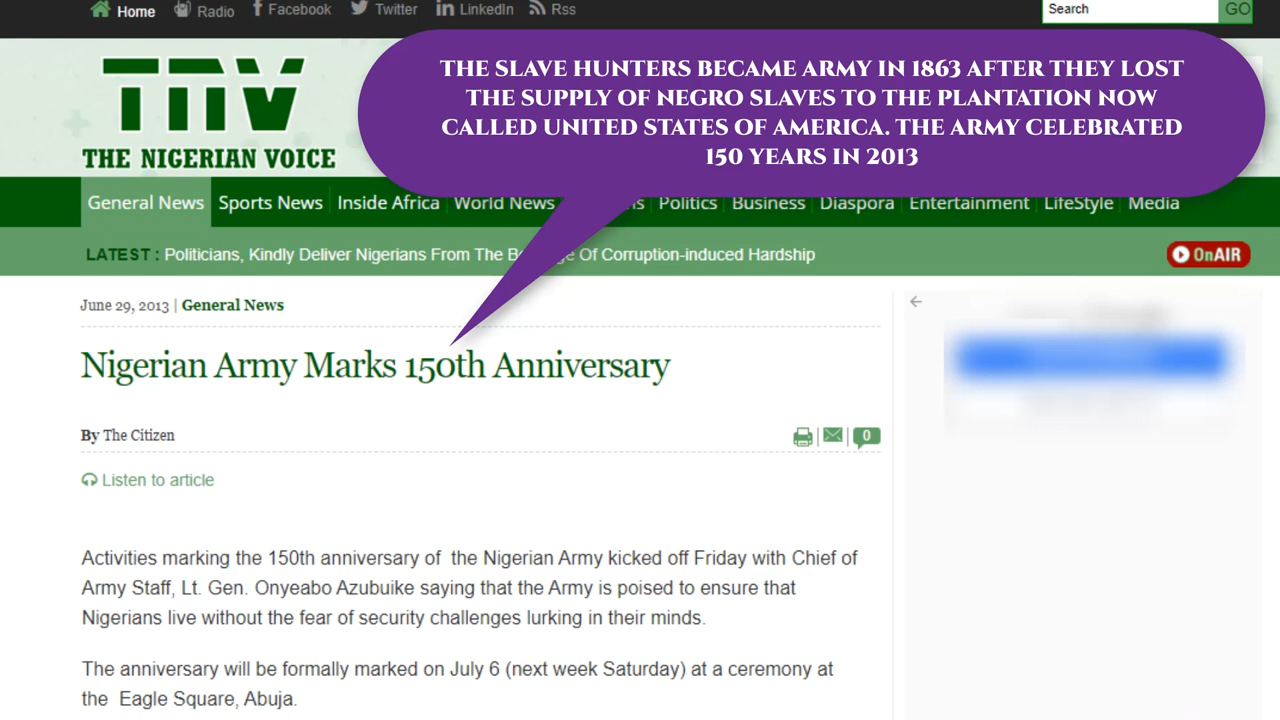 Home Radio Facebook Twitter LinkedIn Rss Search GO
TNV
THE NIGERIAN VOICE
THE SLAVE HUNTERS BECAME ARMY IN 1863 AFTER THEY LOST
THE SUPPLY OF NEGRO SLAVES TO THE PLANTATION NOW
CALLED UNITED STATES OF AMERICA. THE ARMY CELEBRATED
150 YEARS IN 2013
General News Sports News Inside Africa World News Politics Business Diaspora Entertainment LifeStyle Media
LATEST : Politicians, Kindly Deliver Nigerians From The Of Corruption-induced Hardship
OnAIR
June 29, 2013 | General News
Nigerian Army Marks 150th Anniversary
By The Citizen
0
Listen to article
Activities marking the 150th anniversary of the Nigerian Army kicked off Friday with Chief of
Army Staff, Lt. Gen. Onyeabo Azubuike saying that the Army is poised to ensure that
Nigerians live without the fear of security challenges lurking in their minds.
The anniversary will be formally marked on July 6 (next week Saturday) at a ceremony at
the Eagle Square, Abuja.